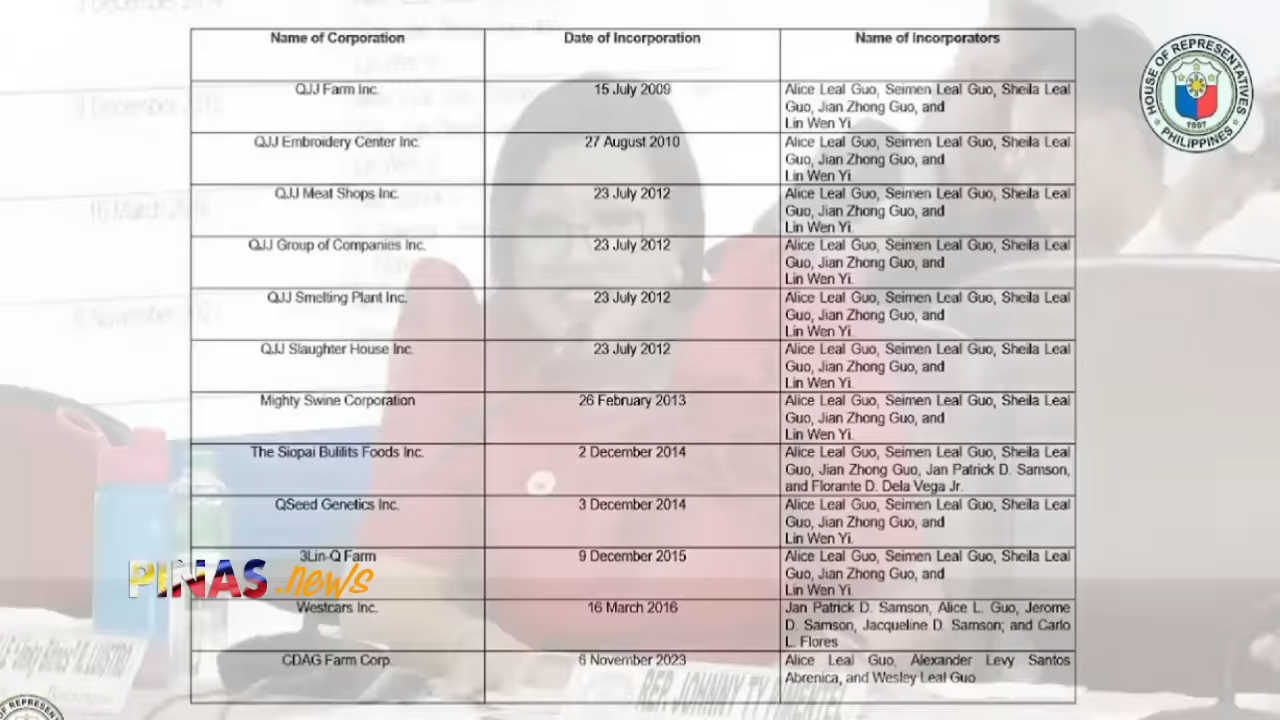 Name of Corporation Date of Incorporation Name of Incorporators
QJJ Farm Inc. 15 July 2009 Alice Leal Guo, Seimen Leal Guo, Sheila Leal
Guo, Jian Zhong Guo, and
Lin Wen Yi.
QJJ Embroidery Center Inc. 27 August 2010 Alice Leal Guo, Seimen Leal Guo, Sheila Leal
Guo, Jian Zhong Guo, and
Lin Wen Yi.
QJJ Meat Shops Inc. 23 July 2012 Alice Leal Guo, Seimen Leal Guo, Sheila Leal
Guo, Jian Zhong Guo, and
Lin Wen Yi.
QJJ Group of Companies Inc. 23 July 2012 Alice Leal Guo, Seimen Leal Guo, Sheila Leal
Guo, Jian Zhong Guo, and
Lin Wen Yi.
QJJ Smelting Plant Inc. 23 July 2012 Alice Leal Guo, Seimen Leal Guo, Sheila Leal
Guo, Jian Zhong Guo, and
Lin Wen Yi.
QJJ Slaughter House Inc. 23 July 2012 Alice Leal Guo, Seimen Leal Guo, Sheila Leal
Guo, Jian Zhong Guo, and
Lin Wen Yi.
Mighty Swine Corporation 26 February 2013 Alice Leal Guo, Seimen Leal Guo, Sheila Leal
Guo, Jian Zhong Guo, and
Lin Wen Yi.
The Siopai Bulilits Foods Inc. 2 December 2014 Alice Leal Guo, Seimen Leal Guo, Sheila Leal
Guo, Jian Zhong Guo, Jan Patrick D. Samson,
and Florante D. Dela Vega Jr.
QSeed Genetics Inc. 3 December 2014 Alice Leal Guo, Seimen Leal Guo, Sheila Leal
Guo, Jian Zhong Guo, and
Lin Wen Yi.
3Lin-Q Farm 9 December 2015 Alice Leal Guo, Seimen Leal Guo, Sheila Leal
Guo, Jian Zhong Guo, and
Lin Wen Yi.
Westcars Inc. 16 March 2016 Jan Patrick D. Samson, Alice L. Guo, Jerome
D. Samson, Jacqueline D. Samson; and Carlo
L. Flores
CDAG Farm Corp. 6 November 2023 Alice Leal Guo, Alexander Levy Santos
Abrenica, and Wesley Leal Guo
HOUSE OF REPRESENTATIVES
1907
PHILIPPINES
PINAS.news
REP. JOHNNY TY PIMENTEL